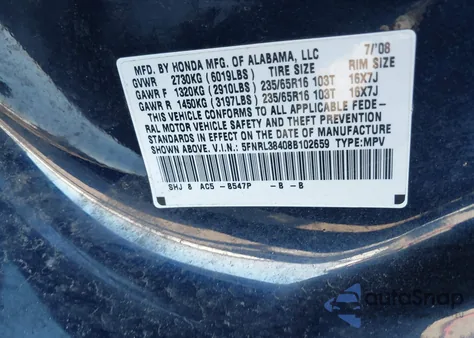 MFD. BY HONDA MFG. OF ALABAMA, LLC 7/'08
GVWR 2730KG (6019LBS) TIRE SIZE RIM SIZE
GAWR F 1320KG (2910LBS) 235/65R16 103T 16X7J
GAWR R 1450KG (3197LBS) 235/65R16 103T 16X7J
THIS VEHICLE CONFORMS TO ALL APPLICABLE FEDE-
RAL MOTOR VEHICLE SAFETY AND THEFT PREVENTION
STANDARDS IN EFFECT ON THE DATE OF MANUFACTURE
SHOWN ABOVE. V.I.N: 5FNRL38408B102659 TYPE:MPV
SHJ 8 AC5 -B547P -B -B
autoSnap